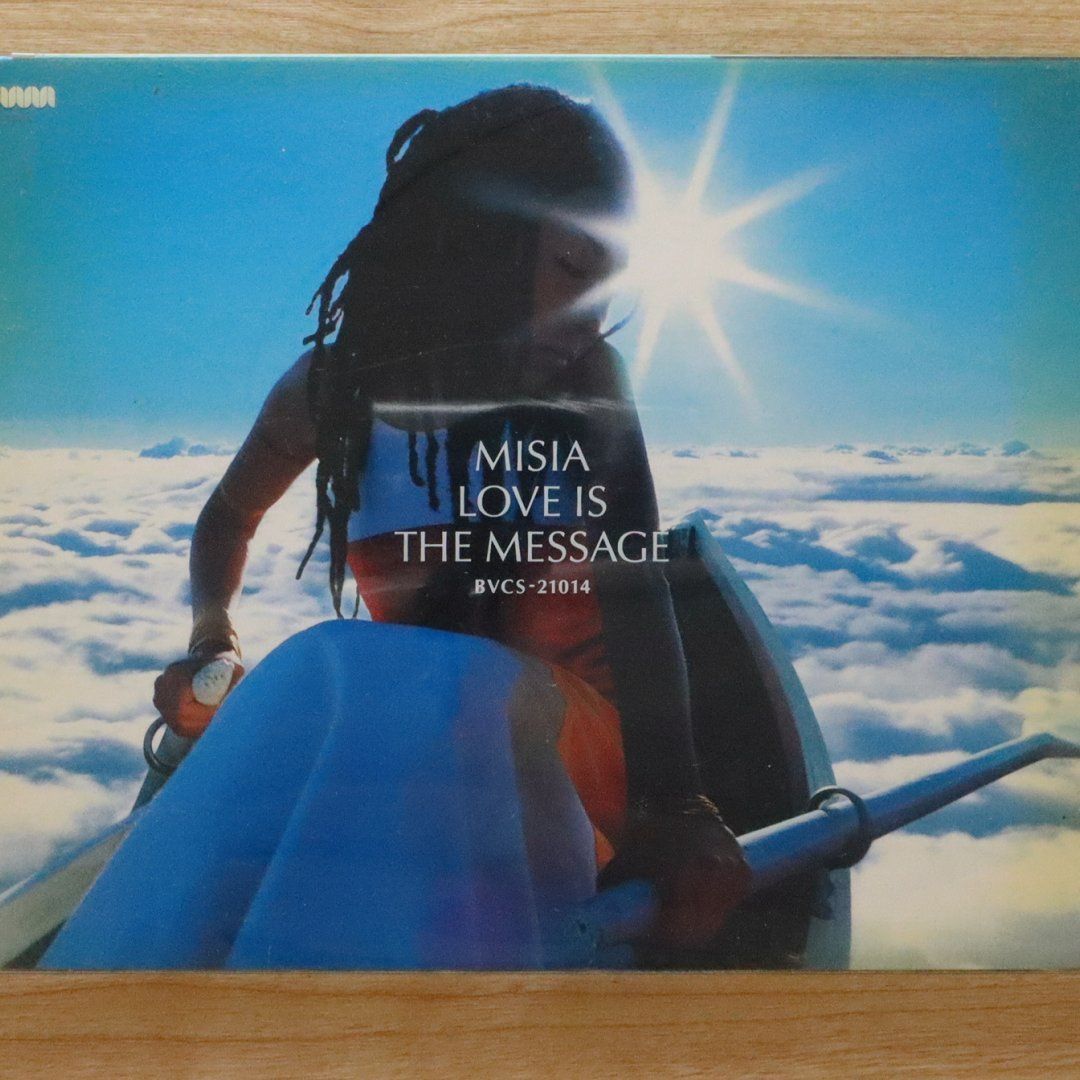 MISIA
LOVE IS
THE MESSAGE
BVCS-21014